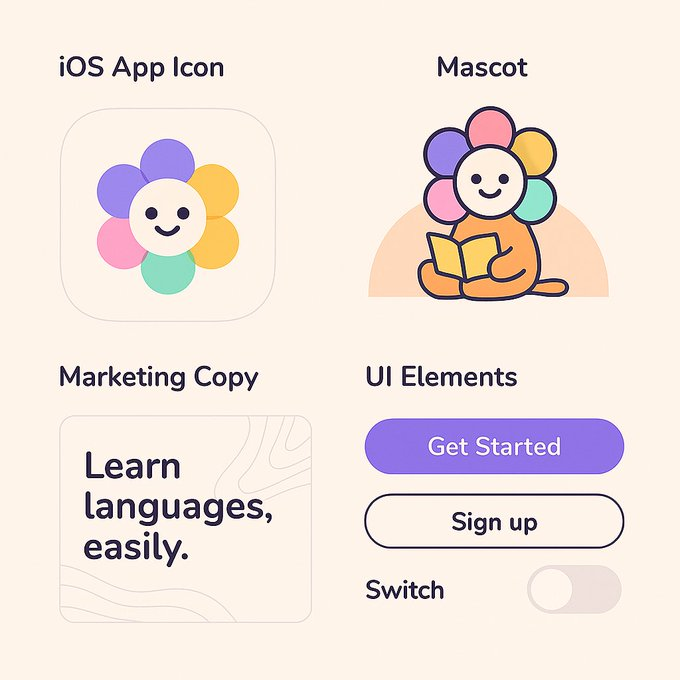 iOS App Icon
Mascot
Marketing Copy
Learn
languages,
easily.
UI Elements
Get Started
Sign up
Switch